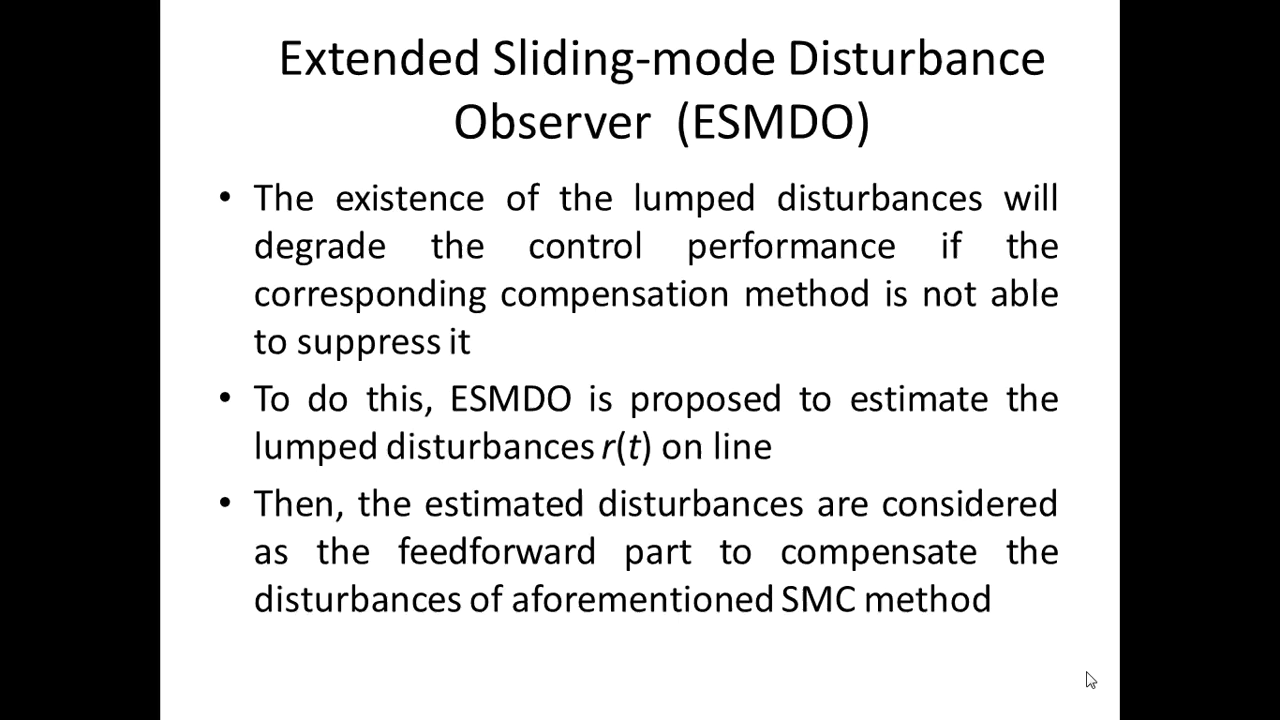 Extended Sliding-mode Disturbance
Observer (ESMDO)
• The existence of the lumped disturbances will
degrade the control performance if the
corresponding compensation method is not able
to suppress it
• To do this, ESMDO is proposed to estimate the
lumped disturbances r(t) on line
• Then, the estimated disturbances are considered
as the feedforward part to compensate the
disturbances of aforementioned SMC method